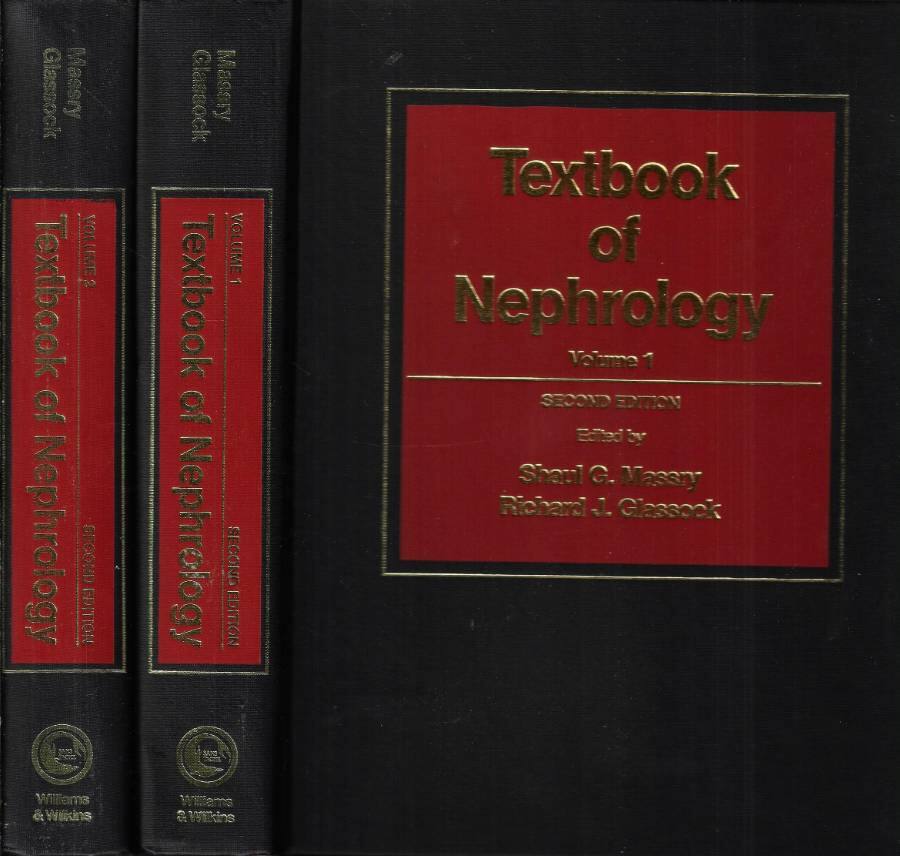 Massry
Glassock
VOLUME 2
SECOND EDITION
Textbook of Nephrology
Williams
& Wilkins
Massry
Glassock
VOLUME 1
SECOND EDITION
Textbook of Nephrology
Williams
& Wilkins
Textbook
of
Nephrology
Volume 1
SECOND EDITION
Edited by
Shaul G. Massry
Richard J. Glassock